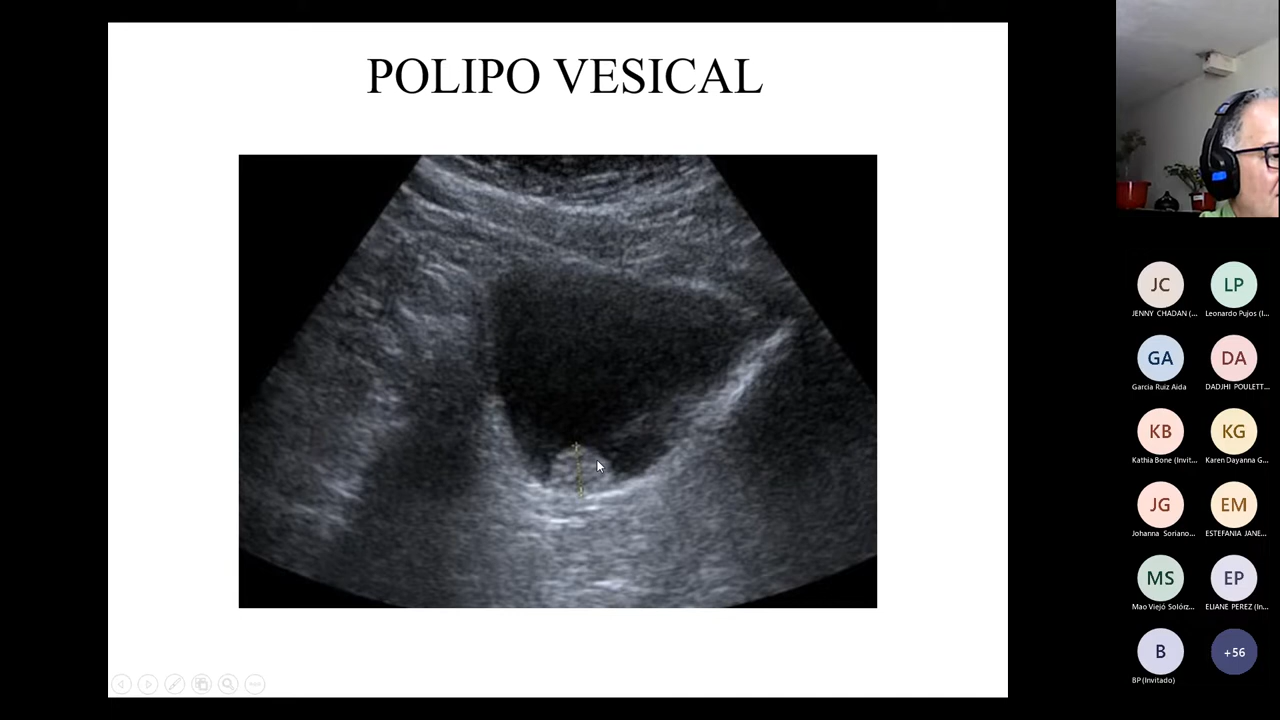 POLIPO VESICAL
JC
LP
JENNY CHADAN (...
Leonardo Pujos (I...
GA
DA
Garcia Ruiz Aida
DADJHI POULETT...
KB
KG
Kathia Bone (Invit...
Karen Dayanna G...
JG
EM
Johanna Soriano...
ESTEFANIA JANE...
MS
EP
Mao Viejó Solórz...
ELIANE PEREZ (In...
B
+56
BP (Invitado)